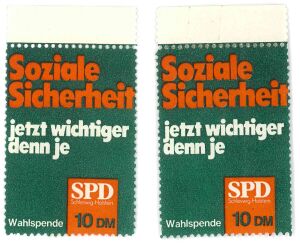 Soziale
Sicherheit
jetzt wichtiger
denn je
SPD
Schleswig-Holstein
Wahlspende 10 DM
Soziale
Sicherheit
jetzt wichtiger
denn je
SPD
Schleswig-Holstein
Wahlspende 10 DM